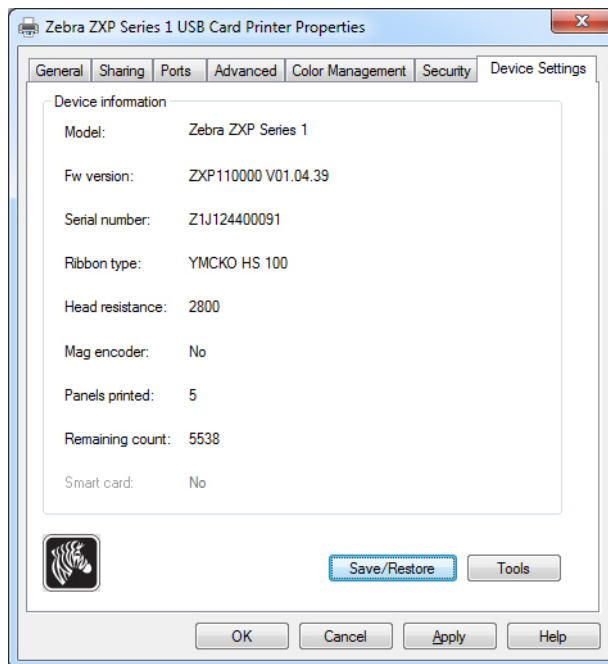 Zebra ZXP Series 1 USB Card Printer Properties
General Sharing Ports Advanced Color Management Security Device Settings
Device information
Model: Zebra ZXP Series 1
Fw version: ZXP110000 V01.04.39
Serial number: Z1J124400091
Ribbon type: YMCKO HS 100
Head resistance: 2800
Mag encoder: No
Panels printed: 5
Remaining count: 5538
Smart card: No
Save/Restore Tools
OK Cancel Apply Help